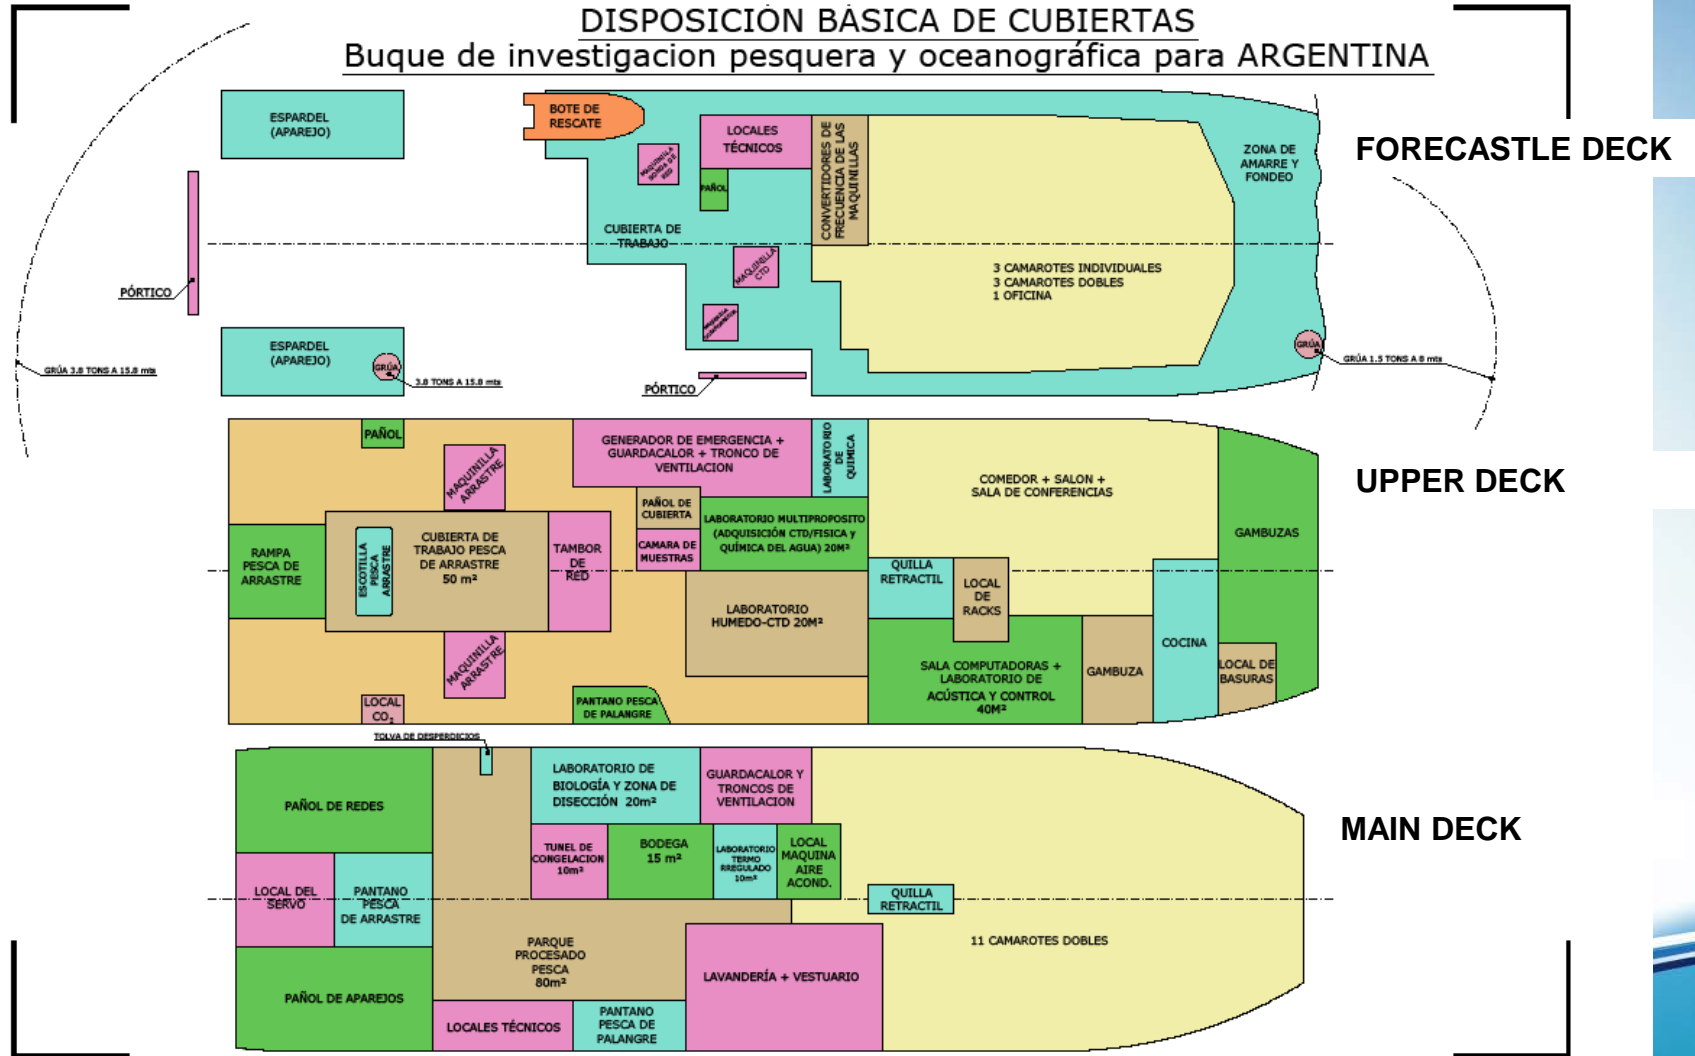 DISPOSICIÓN BÁSICA DE CUBIERTAS
Buque de investigacion pesquera y oceanográfica para ARGENTINA
FORECASTLE DECK
ESPARDEL
(APAREJO)
BOTE DE
RESCATE
MAQUINILLA
SONDA DE
RED
LOCALES
TÉCNICOS
PAÑOL
CONVERTIDORES DE
FRECUENCIA DE LAS
MAQUINILLAS
ZONA DE
AMARRE Y
FONDEO
CUBIERTA DE
TRABAJO
MAQUINILLA
CTD
3 CAMAROTES INDIVIDUALES
3 CAMAROTES DOBLES
1 OFICINA
PÓRTICO
ESPARDEL
(APAREJO)
GRÚA
3.8 TONS A 15.8 mts
GRÚA 3.8 TONS A 15.8 mts
PÓRTICO
GRÚA
GRÚA 1.5 TONS A 8 mts
UPPER DECK
PAÑOL
MAQUINILLA
ARRASTRE
GENERADOR DE EMERGENCIA +
GUARDACALOR + TRONCO DE
VENTILACION
LABORATORIO
DE
QUIMICA
COMEDOR + SALON +
SALA DE CONFERENCIAS
GAMBUZAS
PAÑOL DE
CUBIERTA
LABORATORIO MULTIPROPOSITO
(ADQUISICIÓN CTD/FISICA y
QUÍMICA DEL AGUA) 20M²
CAMARA DE
MUESTRAS
RAMPA
PESCA DE
ARRASTRE
ESCOTILLA
PESCA
ARRASTRE
CUBIERTA DE
TRABAJO PESCA
DE ARRASTRE
50 m²
TAMBOR
DE
RED
QUILLA
RETRACTIL
LOCAL
DE
RACKS
LABORATORIO
HUMEDO-CTD 20M²
MAQUINILLA
ARRASTRE
SALA COMPUTADORAS +
LABORATORIO DE
ACÚSTICA Y CONTROL
40M²
GAMBUZA
COCINA
LOCAL DE
BASURAS
LOCAL
CO₂
PANTANO PESCA
DE PALANGRE
MAIN DECK
TOLVA DE DESPERDICIOS
PAÑOL DE REDES
LABORATORIO DE
BIOLOGÍA Y ZONA DE
DISECCIÓN 20m²
GUARDACALOR Y
TRONCOS DE
VENTILACION
TUNEL DE
CONGELACION
10m²
BODEGA
15 m²
LABORATORIO
TERMO
RREGULADO
10m²
LOCAL
MAQUINA
AIRE
ACOND.
LOCAL DEL
SERVO
PANTANO
PESCA
DE ARRASTRE
QUILLA
RETRACTIL
11 CAMAROTES DOBLES
PARQUE
PROCESADO
PESCA
80m²
LAVANDERÍA + VESTUARIO
PAÑOL DE APAREJOS
LOCALES TÉCNICOS
PANTANO
PESCA DE
PALANGRE